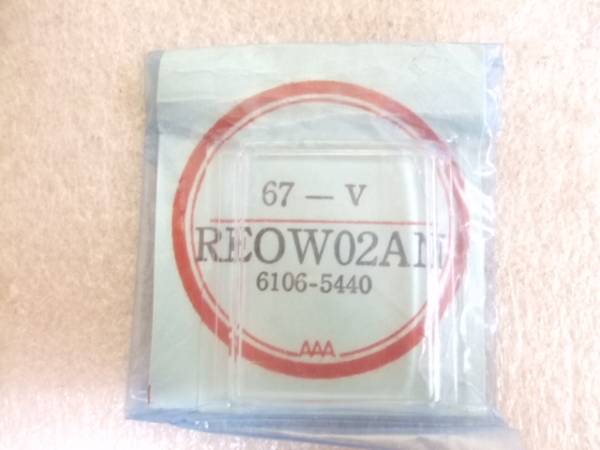 67 — V
REOW02AN
6106-5440
AAA